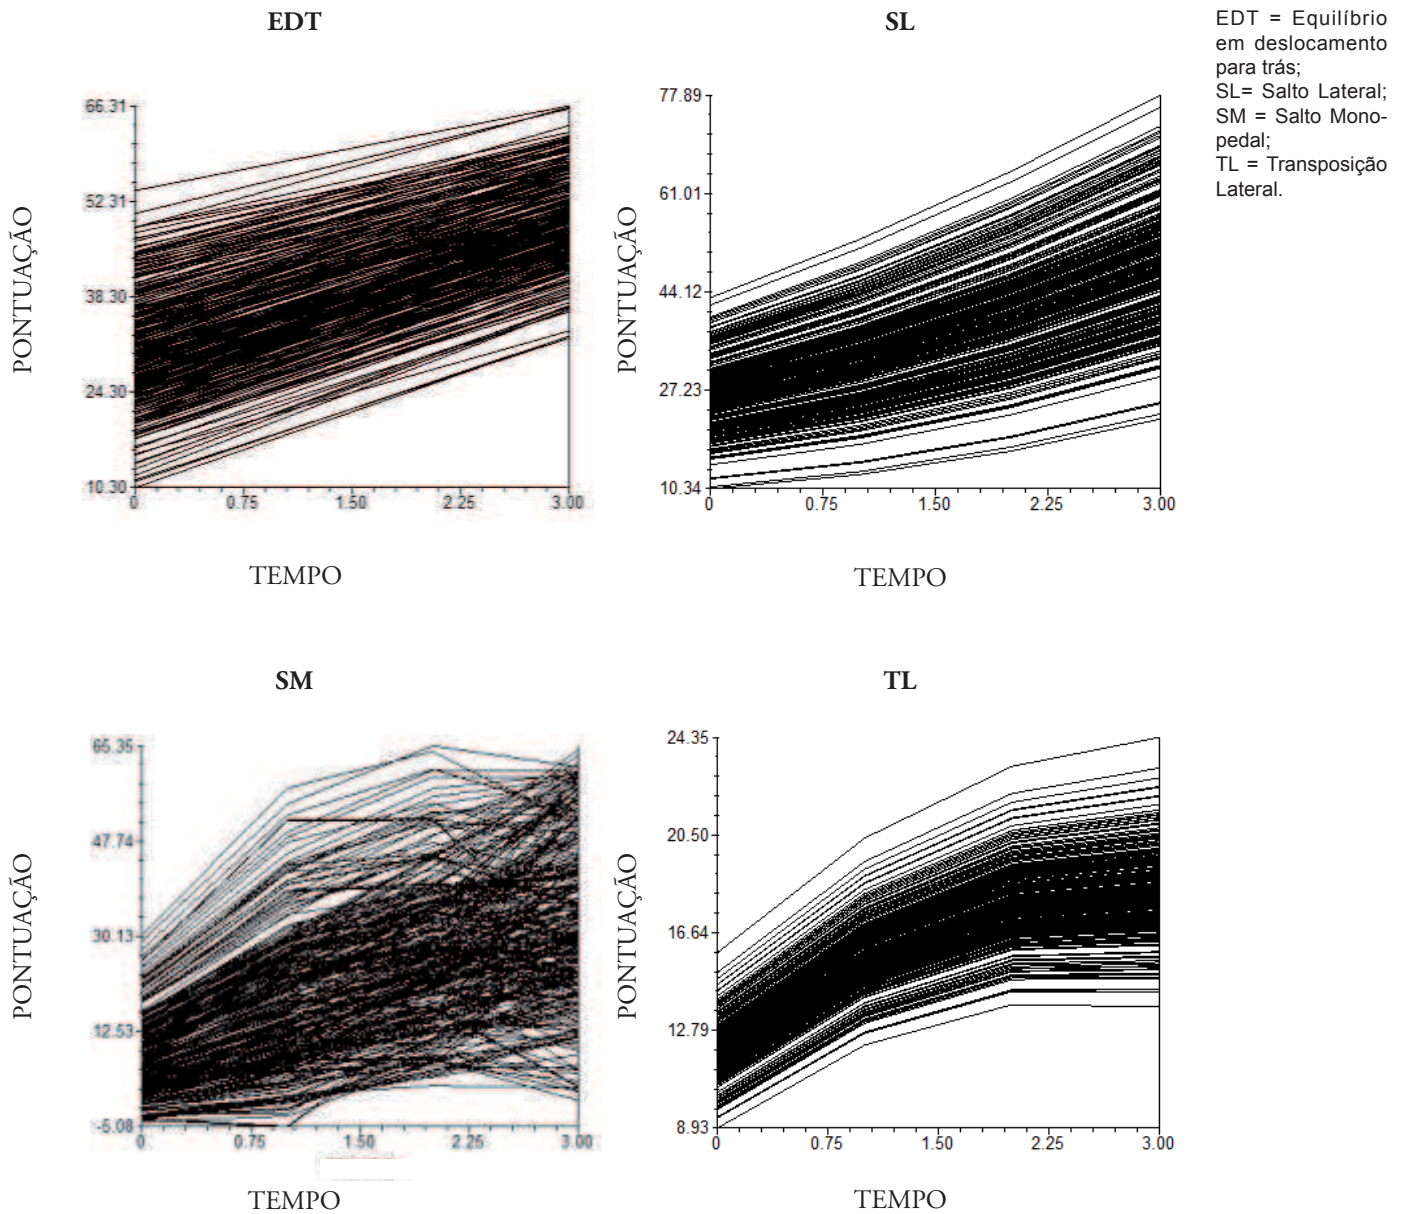 EDT
66.31
52.31
38.30
24.30
10.30
0 0.75 1.50 2.25 3.00
PONTUAÇÃO
TEMPO
SL
77.89
61.01
44.12
27.23
10.34
0 0.75 1.50 2.25 3.00
PONTUAÇÃO
TEMPO
EDT = Equilíbrio
em deslocamento
para trás;
SL= Salto Lateral;
SM = Salto Mono-
pedal;
TL = Transposição
Lateral.
SM
65.35
47.74
30.13
12.53
-5.08
0 0.75 1.50 2.25 3.00
PONTUAÇÃO
TEMPO
TL
24.35
20.50
16.64
12.79
8.93
0 0.75 1.50 2.25 3.00
PONTUAÇÃO
TEMPO